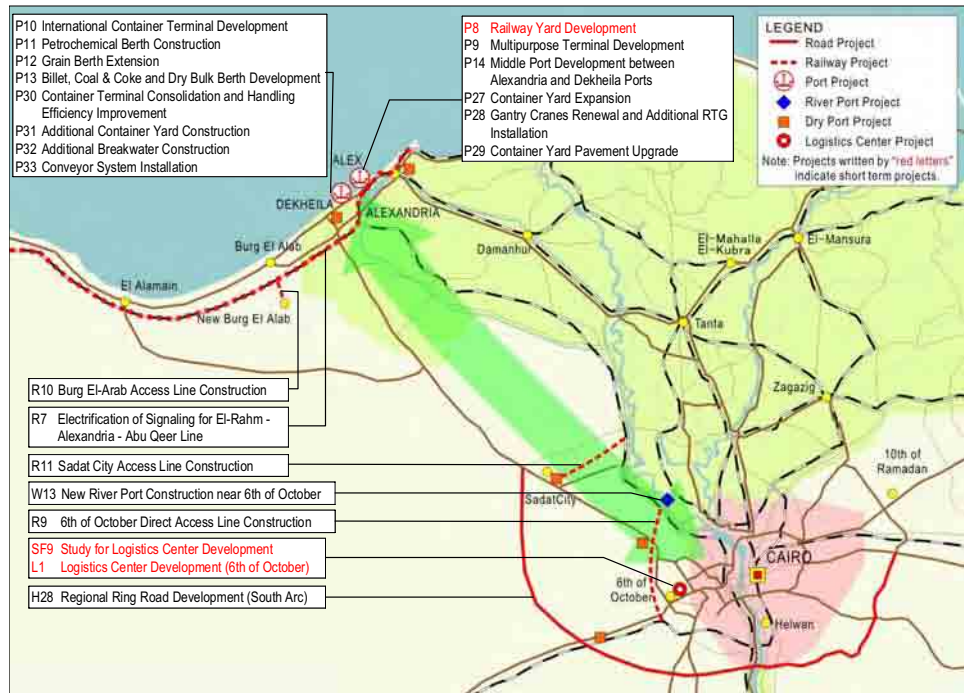 P10 International Container Terminal Development
P11 Petrochemical Berth Construction
P12 Grain Berth Extension
P13 Billet, Coal & Coke and Dry Bulk Berth Development
P30 Container Terminal Consolidation and Handling
Efficiency Improvement
P31 Additional Container Yard Construction
P32 Additional Breakwater Construction
P33 Conveyor System Installation
P8 Railway Yard Development
P9 Multipurpose Terminal Development
P14 Middle Port Development between
Alexandria and Dekheila Ports
P27 Container Yard Expansion
P28 Gantry Cranes Renewal and Additional RTG
Installation
P29 Container Yard Pavement Upgrade
LEGEND
Road Project
Railway Project
Port Project
River Port Project
Dry Port Project
Logistics Center Project
Note: Projects written by "red letters"
indicate short term projects.
ALEX
DEKHEILA
ALEXANDRIA
Burg El Alab
Damanhur
El-Mahalla
El-Kubra
El-Mansura
El Alamain
New Burg El Alab
Tanta
Zagazig
R10 Burg El-Arab Access Line Construction
R7 Electrification of Signaling for El-Rahm -
Alexandria - Abu Qeer Line
R11 Sadat City Access Line Construction
10th of
Ramadan
SadatCity
W13 New River Port Construction near 6th of October
R9 6th of October Direct Access Line Construction
SF9 Study for Logistics Center Development
L1 Logistics Center Development (6th of October)
CAIRO
6th of
October
H28 Regional Ring Road Development (South Arc)
Helwan